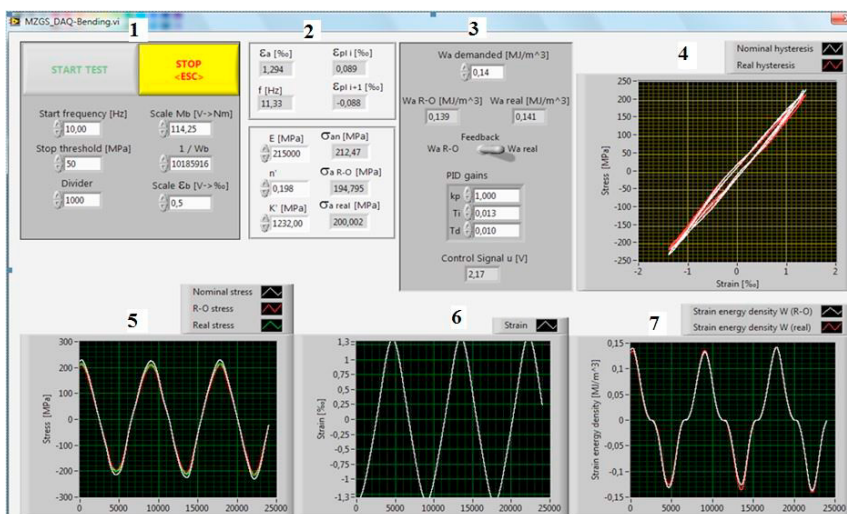 MZGS_DAQ-Bending.vi
1
START TEST
STOP
<ESC>
Start frequency [Hz]
10,00
Scale Mb [V->Nm]
114,25
Stop threshold [MPa]
50
1 / Wb
10185916
Divider
1000
Scale Ɛb [V->‰]
0,5
2
Ɛa [‰]
1,294
Ɛpl i [‰]
0,089
f [Hz]
11,33
Ɛpl i+1 [‰]
-0,088
E [MPa]
215000
σan [MPa]
212,47
n'
0,198
σa R-O [MPa]
194,795
K' [MPa]
1232,00
σa real [MPa]
200,002
3
Wa demanded [MJ/m^3]
0,14
Wa R-O [MJ/m^3]
0,139
Wa real [MJ/m^3]
0,141
Feedback
Wa R-O
Wa real
PID gains
kp
1,000
Ti
0,013
Td
0,010
Control Signal u [V]
2,17
4
Nominal hysteresis
Real hysteresis
Stress [MPa]
250
200
150
100
50
0
-50
-100
-150
-200
-250
-2
-1
0
1
2
Strain [‰]
5
Nominal stress
R-O stress
Real stress
Stress [MPa]
300
200
100
0
-100
-200
-300
0
5000
10000
15000
20000
25000
6
Strain
Strain [‰]
1,3
1
0,75
0,5
0,25
0
-0,25
-0,5
-0,75
-1
-1,3
0
5000
10000
15000
20000
25000
7
Strain energy density W (R-O)
Strain energy density W (real)
Strain energy density [MJ/m^3]
0,15
0,1
0,05
0
-0,05
-0,1
-0,15
0
5000
10000
15000
20000
25000